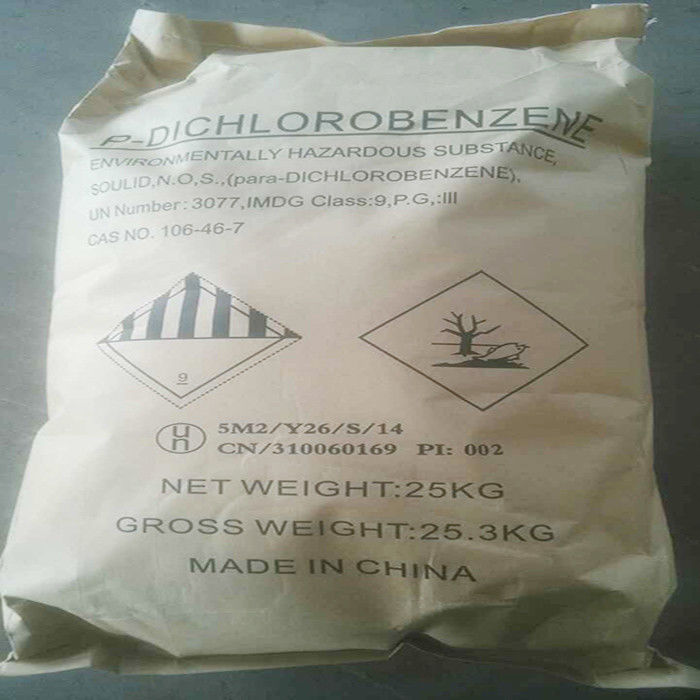 P-DICHLOROBENZENE
ENVIRONMENTALLY HAZARDOUS SUBSTANCE,
SOULID,N.O,S.,(para-DICHLOROBENZENE),
UN Number: 3077,IMDG Class:9,P.G,:III
CAS NO. 106-46-7
9
un 5M2/Y26/S/14
CN/310060169 PI: 002
NET WEIGHT:25KG
GROSS WEIGHT:25.3KG
MADE IN CHINA